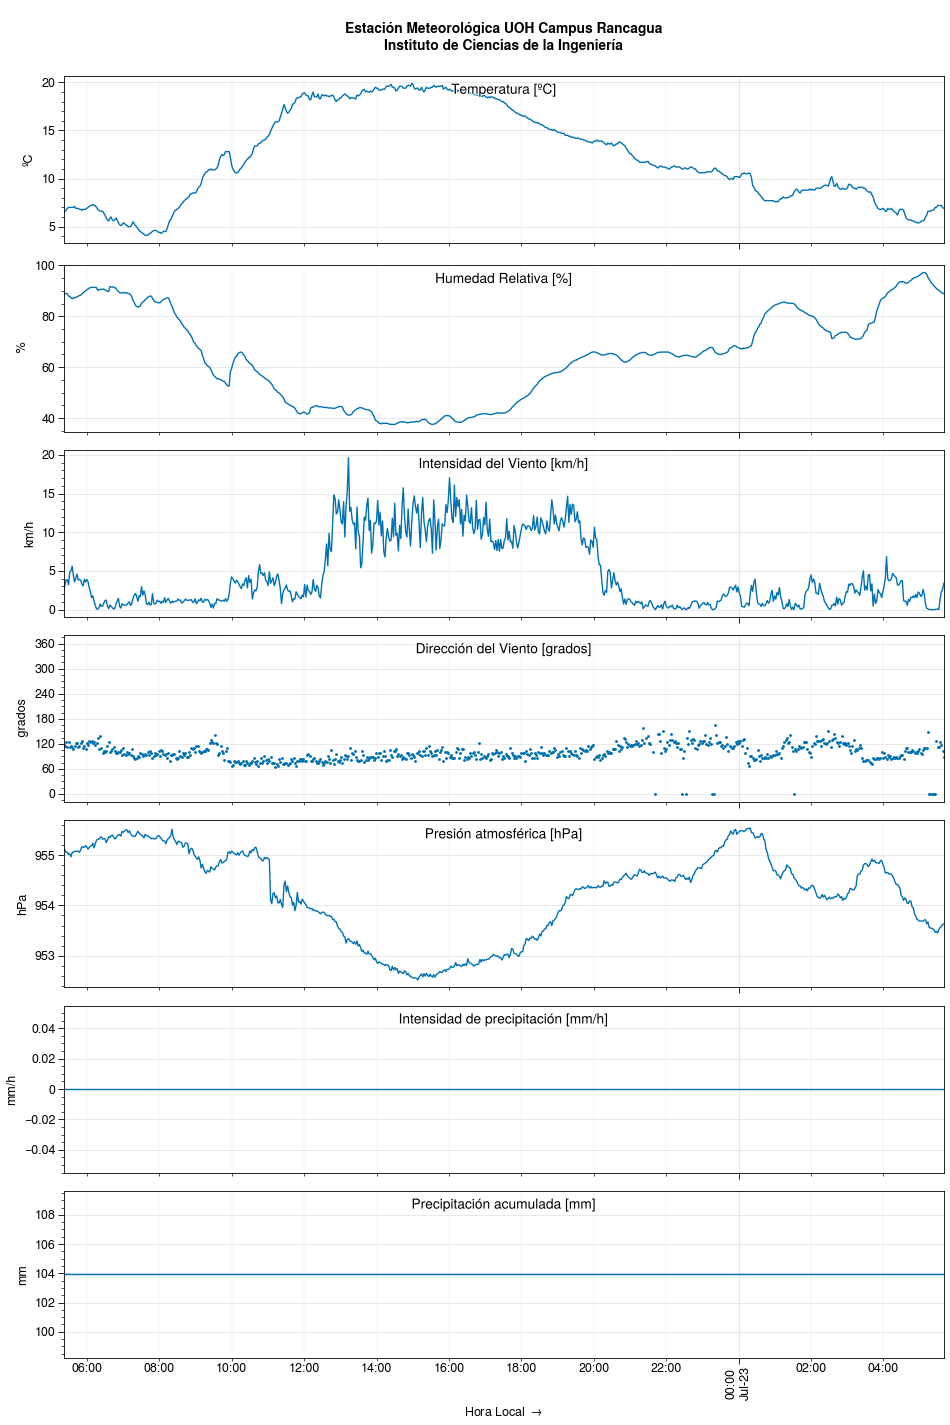 Estación Meteorológica UOH Campus Rancagua
Instituto de Ciencias de la Ingeniería
Temperatura [ºC]
ºC
20
15
10
5
Humedad Relativa [%]
%
100
80
60
40
Intensidad del Viento [km/h]
km/h
20
15
10
5
0
Dirección del Viento [grados]
grados
360
300
240
180
120
60
0
Presión atmosférica [hPa]
hPa
955
954
953
Intensidad de precipitación [mm/h]
mm/h
0.04
0.02
0
−0.02
−0.04
Precipitación acumulada [mm]
mm
108
106
104
102
100
06:00 08:00 10:00 12:00 14:00 16:00 18:00 20:00 22:00 00:00 02:00 04:00
Jul-23
Hora Local →